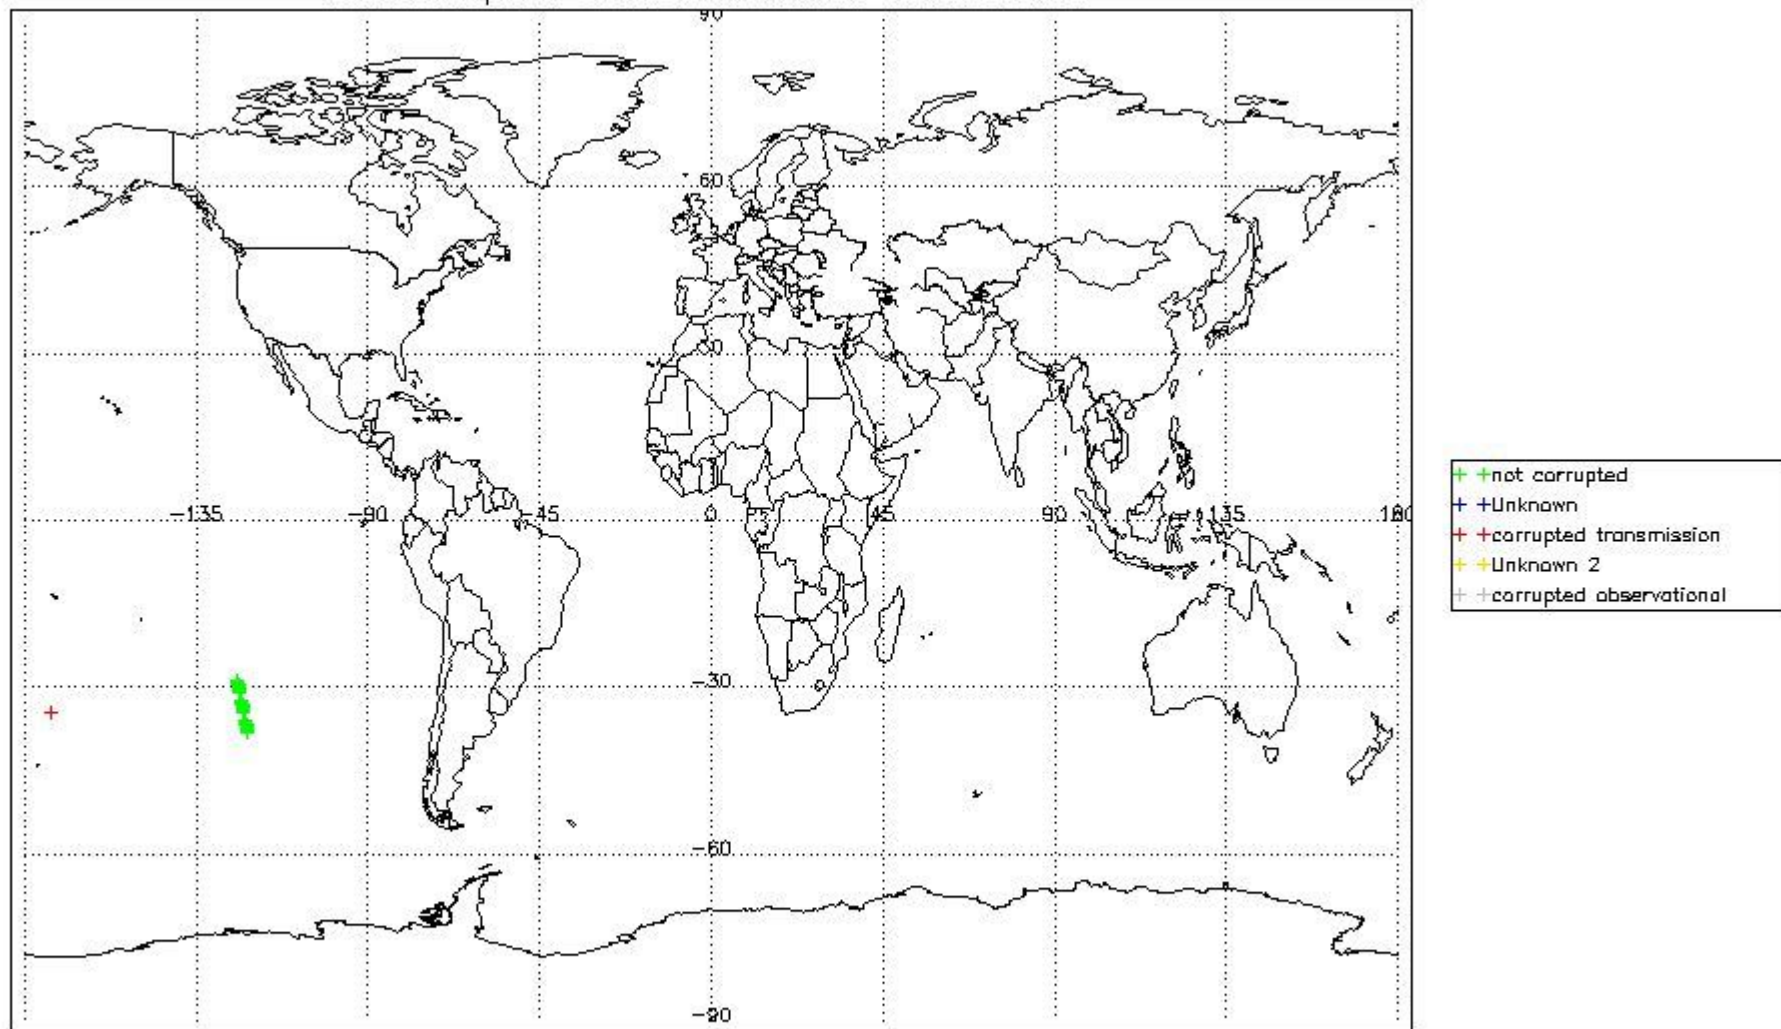 90
60
30
-135 -90 -45 0 45 90 135 180
-30
-60
-90
+ +not corrupted
+ +Unknown
+ +corrupted transmission
+ +Unknown 2
+ +corrupted observational